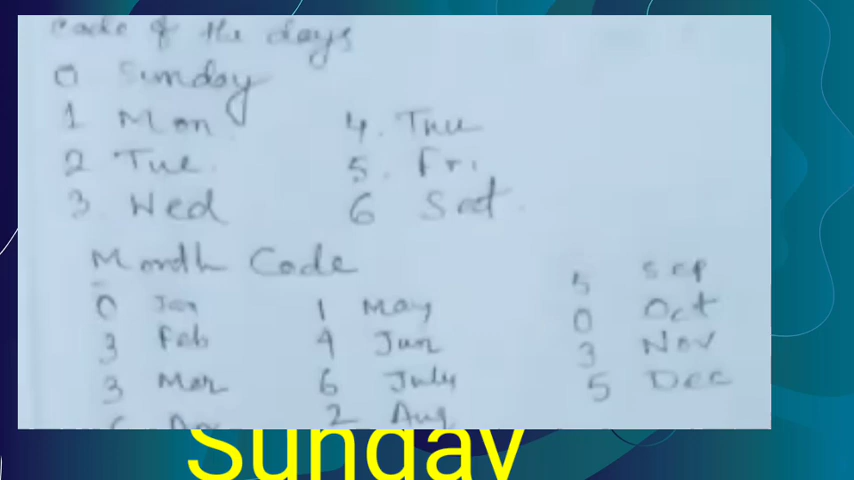 Code of the days
0 Sunday
1 Mon
2 Tue.
3 Wed
4. Thu
5. Fri
6 Sat.
Month Code
0 Jan
3 Feb
3 Mar
1 May
4 Jun
6 July
2 Aug
5 Sep
0 Oct
3 Nov
5 Dec
Sunday